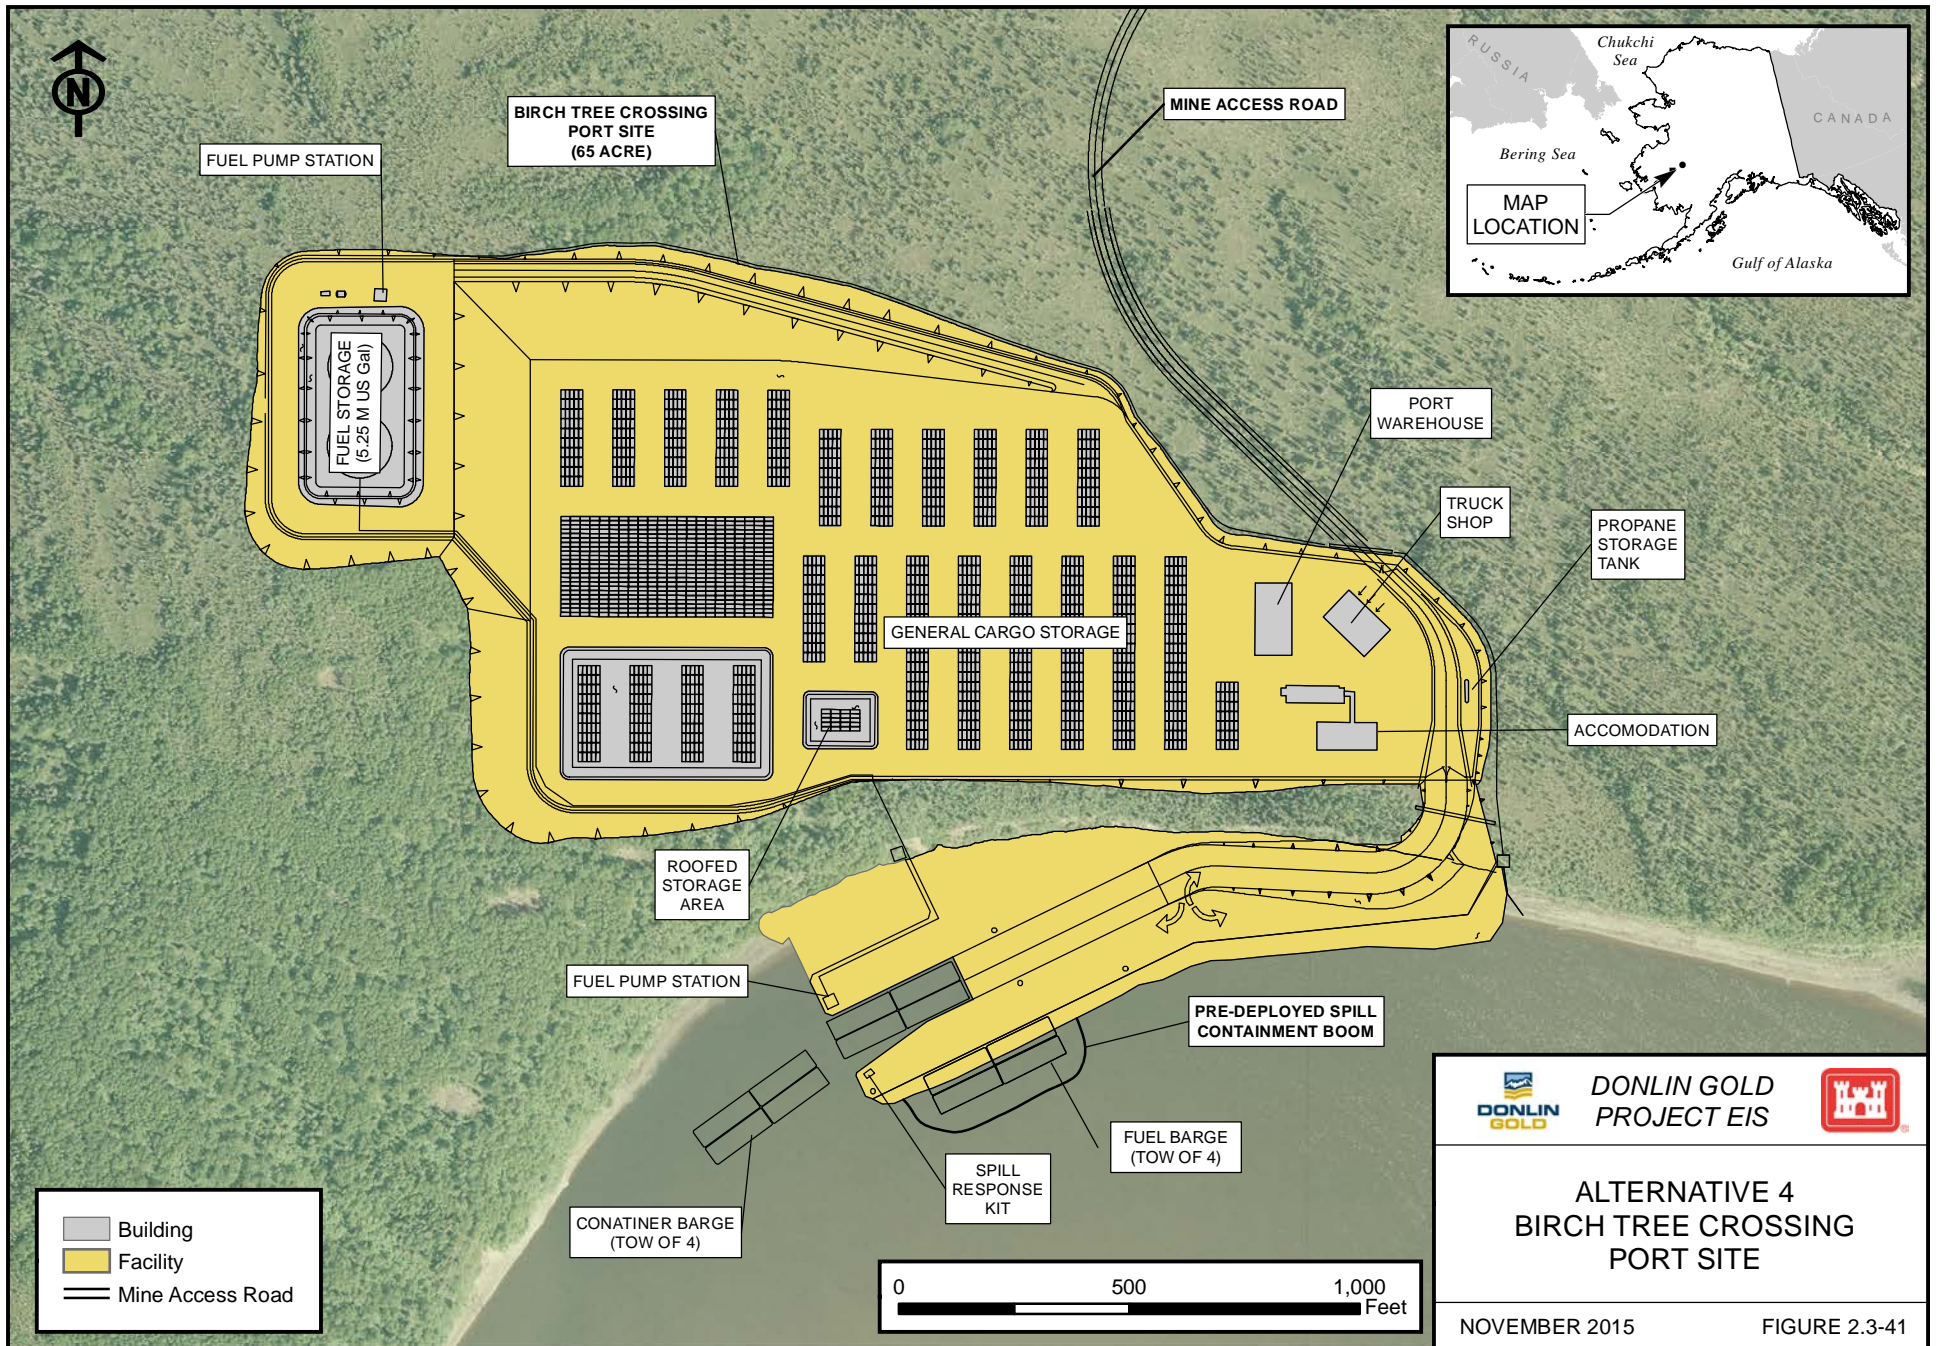 N
FUEL PUMP STATION
BIRCH TREE CROSSING
PORT SITE
(65 ACRE)
MINE ACCESS ROAD
RUSSIA
Chukchi
Sea
CANADA
Bering Sea
MAP
LOCATION
Gulf of Alaska
FUEL STORAGE
(5.25 M US Gal)
PORT
WAREHOUSE
TRUCK
SHOP
PROPANE
STORAGE
TANK
GENERAL CARGO STORAGE
ACCOMODATION
ROOFED
STORAGE
AREA
FUEL PUMP STATION
PRE-DEPLOYED SPILL
CONTAINMENT BOOM
FUEL BARGE
(TOW OF 4)
SPILL
RESPONSE
KIT
CONATINER BARGE
(TOW OF 4)
Building
Facility
Mine Access Road
0 500 1,000
Feet
DONLIN
GOLD
DONLIN GOLD
PROJECT EIS
®
ALTERNATIVE 4
BIRCH TREE CROSSING
PORT SITE
NOVEMBER 2015
FIGURE 2.3-41